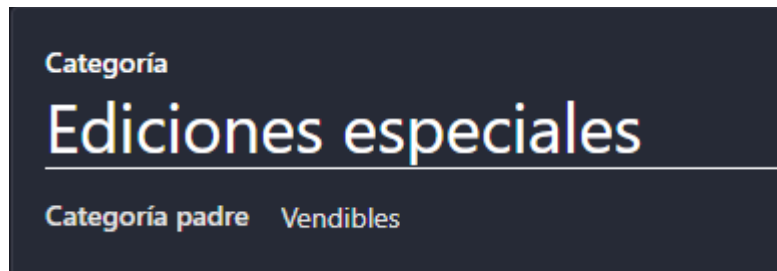 Categoría
Ediciones especiales
Categoría padre Vendibles